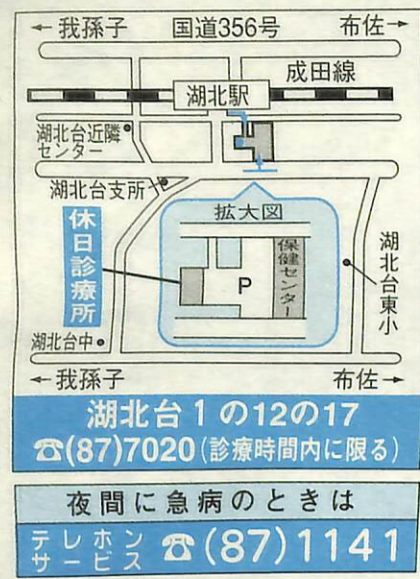 ←我孫子 国道356号 布佐→
成田線
湖北駅
湖北台近隣
センター
湖北台支所
拡大図
休日診療所
保健センター
P
湖北台東小
湖北台中
←我孫子 布佐→
湖北台1の12の17
☎(87)7020(診療時間内に限る)
夜間に急病のときは
テレホン
サービス ☎(87)1141